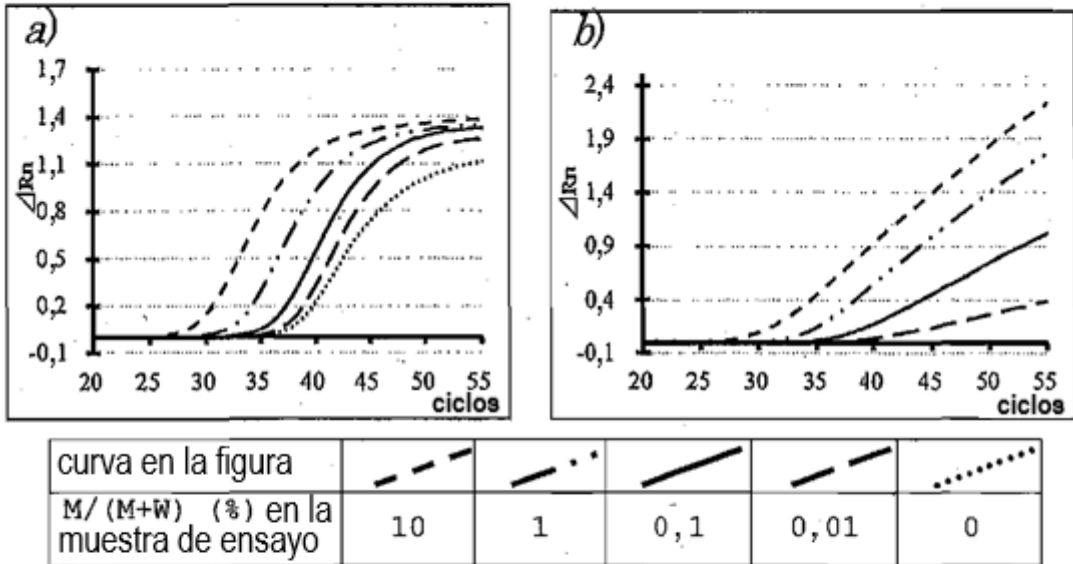 a)
1,7
1,4
1,1
0,8
0,5
0,2
-0,1
ΔRn
20 25 30 35 40 45 50 55
ciclos
b)
2,4
1,9
1,4
0,9
0,4
-0,1
ΔRn
20 25 30 35 40 45 50 55
ciclos
curva en la figura
M/(M+W) (%) en la
muestra de ensayo
10 1 0,1 0,01 0